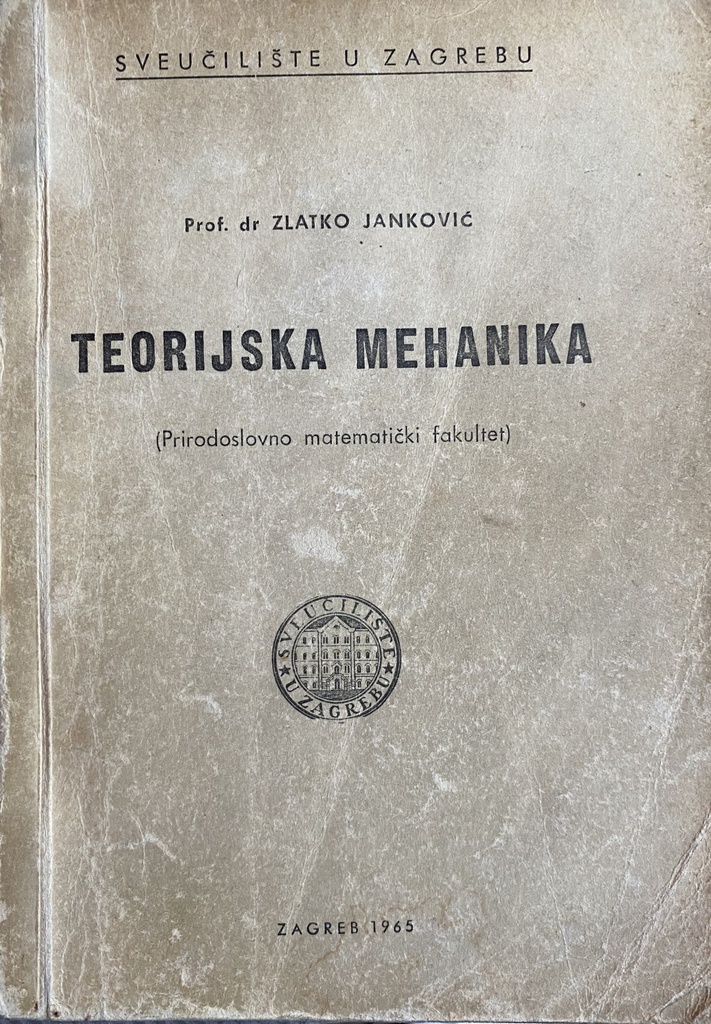 SVEUČILIŠTE U ZAGREBU
Prof. dr ZLATKO JANKOVIĆ
TEORIJSKA MEHANIKA
(Prirodoslovno matematički fakultet)
SVEUČILIŠTE
★ U ZAGREBU ★
ZAGREB 1965